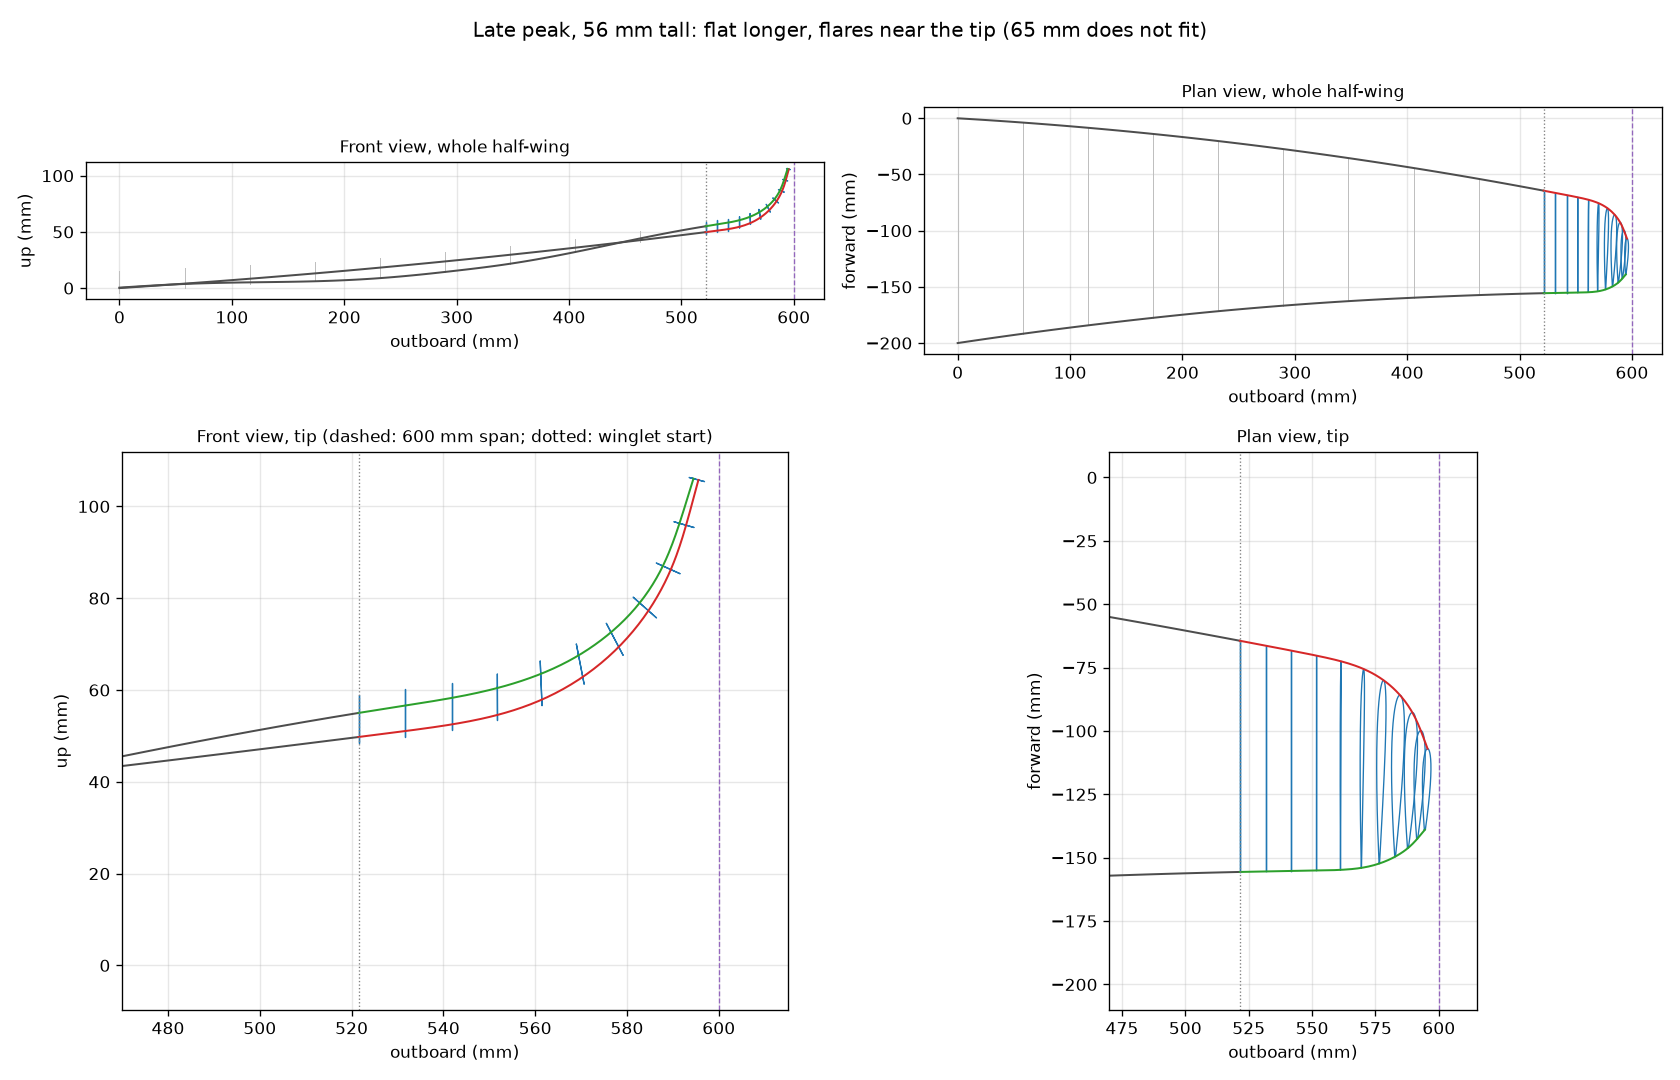 Late peak, 56 mm tall: flat longer, flares near the tip (65 mm does not fit)
Front view, whole half-wing
up (mm)
100
50
0
0 100 200 300 400 500 600
outboard (mm)
Plan view, whole half-wing
forward (mm)
0
−50
−100
−150
−200
0 100 200 300 400 500 600
outboard (mm)
Front view, tip (dashed: 600 mm span; dotted: winglet start)
up (mm)
100
80
60
40
20
0
480 500 520 540 560 580 600
outboard (mm)
Plan view, tip
forward (mm)
0
−25
−50
−75
−100
−125
−150
−175
−200
475 500 525 550 575 600
outboard (mm)